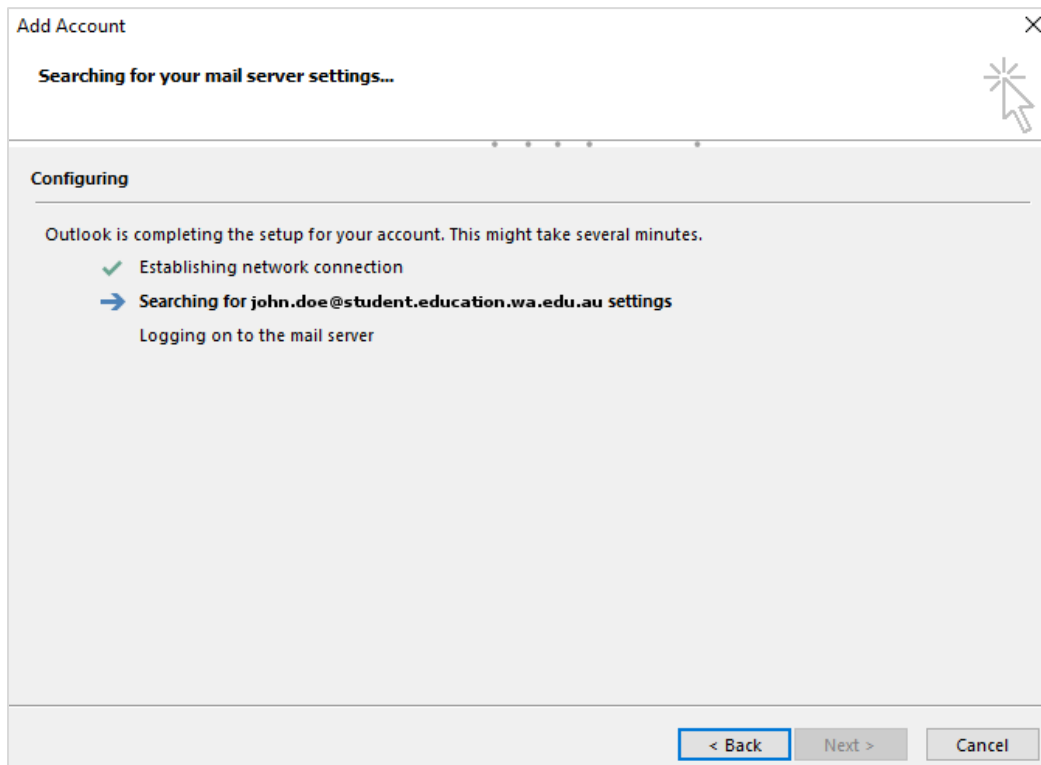 Add Account
Searching for your mail server settings...
Configuring
Outlook is completing the setup for your account. This might take several minutes.
Establishing network connection
Searching for john.doe@student.education.wa.edu.au settings
Logging on to the mail server
< Back Next > Cancel